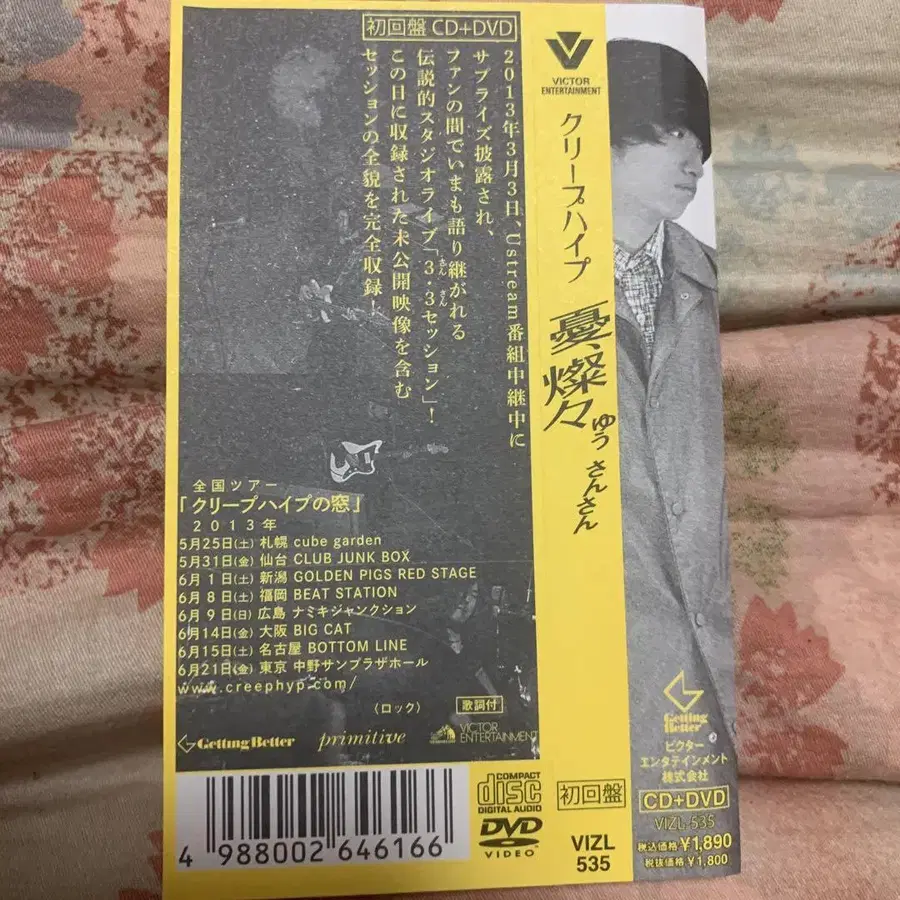 初回盤 CD+DVD
2013年3月3日、Ustream番組中継中に
サプライズ披露され、
ファンの間でいまも語り継がれる
伝説的スタジオライブ「3・3セッション」!
さん さん
この日に収録された未公開映像を含む
セッションの全貌を完全収録!
全国ツアー
「クリープハイプの窓」
2013年
5月25日(土) 札幌 cube garden
5月31日(金) 仙台 CLUB JUNK BOX
6月 1日(土) 新潟 GOLDEN PIGS RED STAGE
6月 8日(土) 福岡 BEAT STATION
6月 9日(日) 広島 ナミキジャンクション
6月14日(金) 大阪 BIG CAT
6月15日(土) 名古屋 BOTTOM LINE
6月21日(金) 東京 中野サンプラザホール
www.creephyp.com/
(ロック)
歌詞付
Getting Better
primitive
VICTOR
ENTERTAINMENT
4 988002 646166
COMPACT
disc
DIGITAL AUDIO
DVD
VIDEO
VICTOR
ENTERTAINMENT
クリープハイプ
憂、燦々
ゆう さんさん
初回盤
VIZL
535
Getting
Better
ビクター
エンタテインメント
株式会社
CD+DVD
VIZL 535
税込価格 ¥1,890
税抜価格 ¥1,800